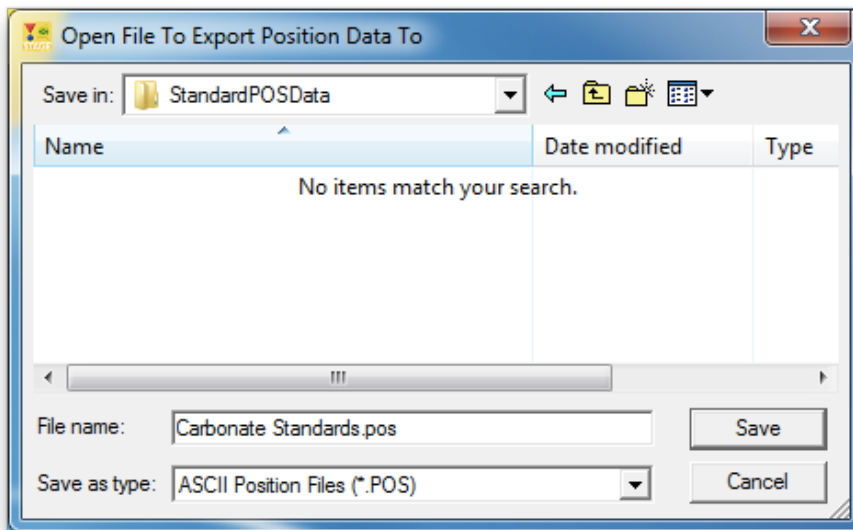 Open File To Export Position Data To
Save in: StandardPOSData
Name Date modified Type
No items match your search.
File name: Carbonate Standards.pos Save
Save as type: ASCII Position Files (*.POS) Cancel